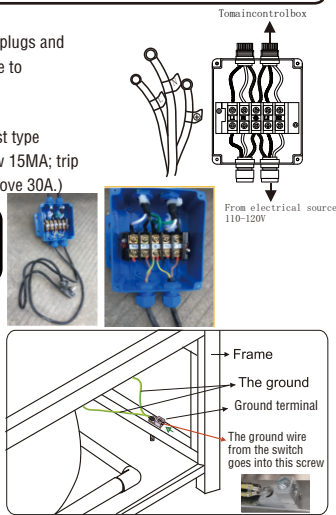 Tomaincontrolbox
plugs and
e to
st type
w 15MA; trip
ove 30A.)
From electrical source
110-120V
Frame
The ground
Ground terminal
The ground wire
from the switch
goes into this screw